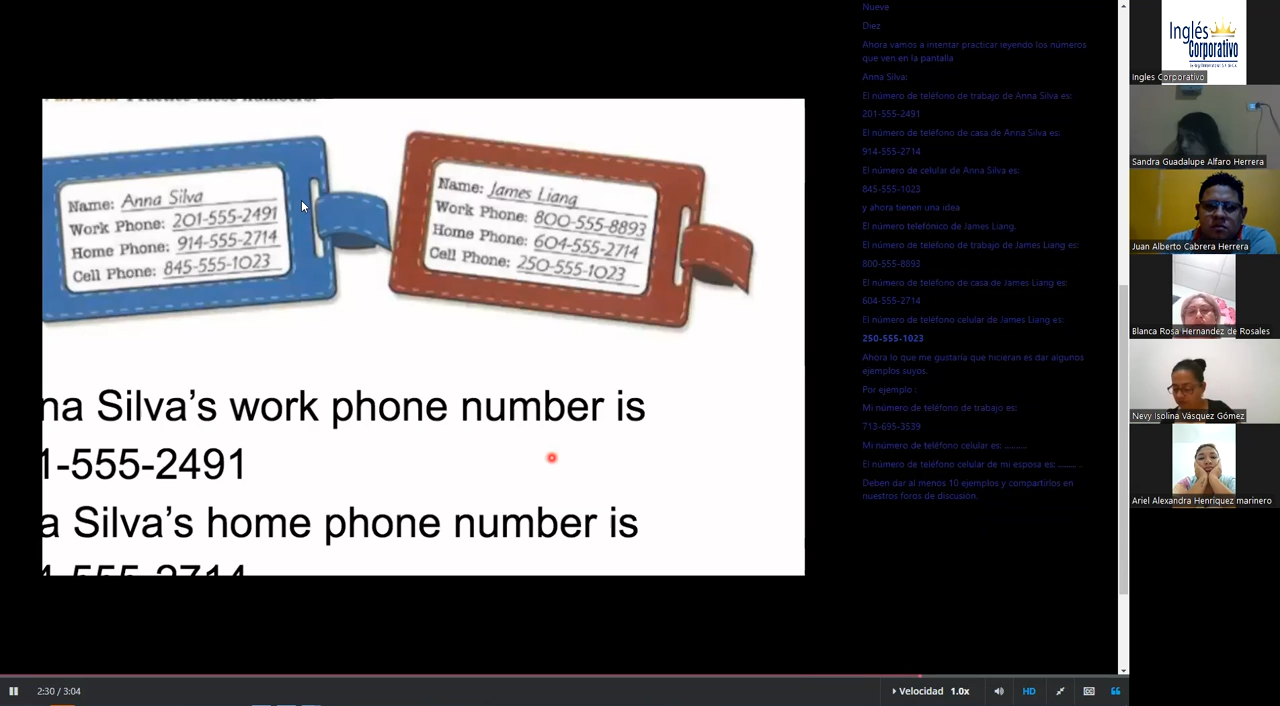 Practice these numbers.
Name: Anna Silva
Work Phone: 201-555-2491
Home Phone: 914-555-2714
Cell Phone: 845-555-1023
Name: James Liang
Work Phone: 800-555-8893
Home Phone: 604-555-2714
Cell Phone: 250-555-1023
na Silva's work phone number is
1-555-2491
a Silva's home phone number is
4-555-2714
Nueve
Diez
Ahora vamos a intentar practicar leyendo los números
que ven en la pantalla
Anna Silva:
El número de teléfono de trabajo de Anna Silva es:
201-555-2491
El número de teléfono de casa de Anna Silva es:
914-555-2714
El número de celular de Anna Silva es:
845-555-1023
y ahora tienen una idea
El número telefónico de James Liang.
El número de teléfono de trabajo de James Liang es:
800-555-8893
El número de teléfono de casa de James Liang es:
604-555-2714
El número de teléfono celular de James Liang es:
250-555-1023
Ahora lo que me gustaría que hicieran es dar algunos
ejemplos suyos.
Por ejemplo :
Mi número de teléfono de trabajo es:
713-695-3539
Mi número de teléfono celular es: ..........
El número de teléfono celular de mi esposa es: ........ ..
Deben dar al menos 10 ejemplos y compartirlos en
nuestros foros de discusión.
2:30 / 3:04
Velocidad 1.0x
HD
Inglés
Corporativo
Ingles Corporativo
Sandra Guadalupe Alfaro Herrera
Juan Alberto Cabrera Herrera
Blanca Rosa Hernandez de Rosales
Nevy Isolina Vásquez Gómez
Ariel Alexandra Henriquez marinero